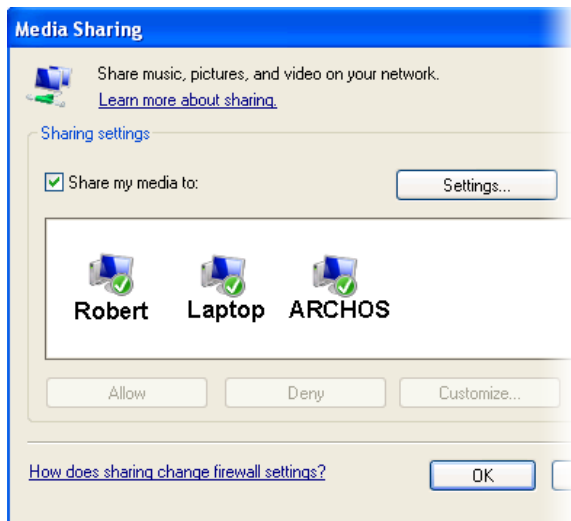 Media Sharing
Share music, pictures, and video on your network.
Learn more about sharing.
Sharing settings
Share my media to:
Settings...
Robert Laptop ARCHOS
Allow Deny Customize...
How does sharing change firewall settings?
OK